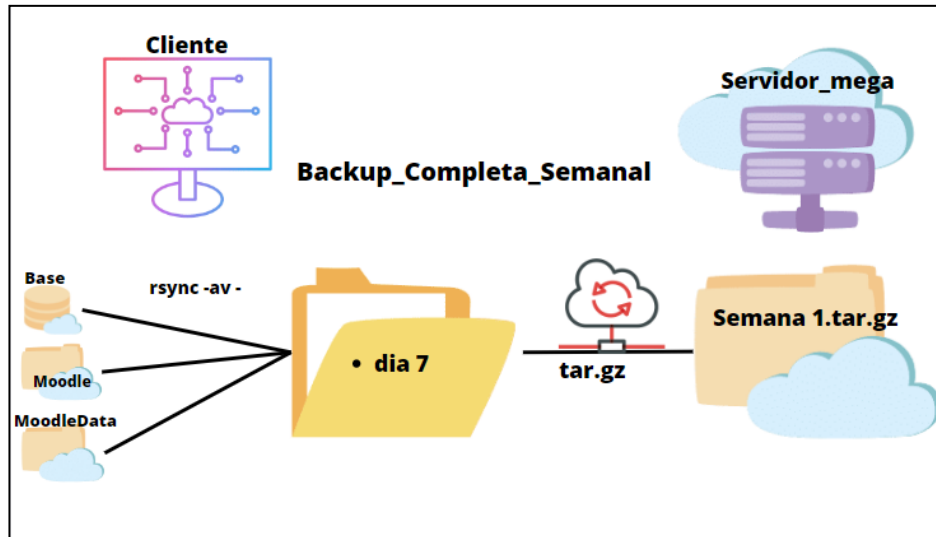 Cliente
Servidor_mega
Backup_Completa_Semanal
Base
rsync -av -
Moodle
MoodleData
• dia 7
tar.gz
Semana 1.tar.gz